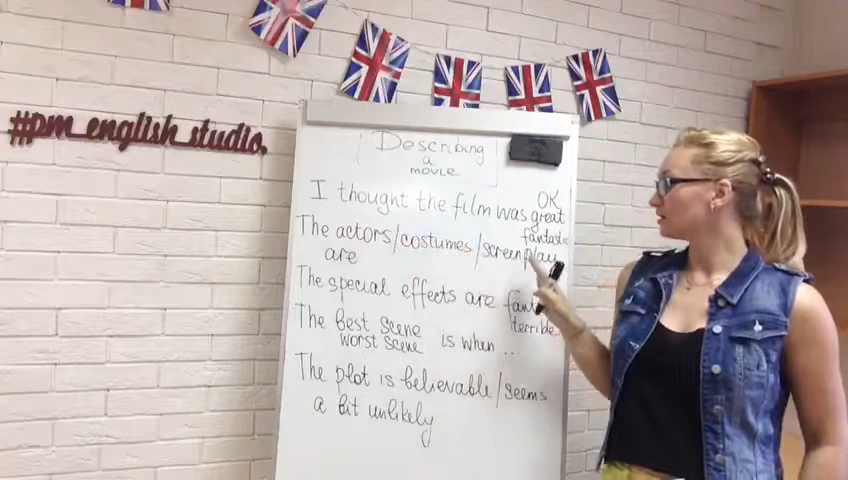 #pm_english_studio.
Describing
a
movie
I thought the film was great
OK
fantastic
The actors/costumes/screenplay
are
The special effects are
terrible
The best scene
worst scene is when ...
The plot is believable/seems
a bit unlikely